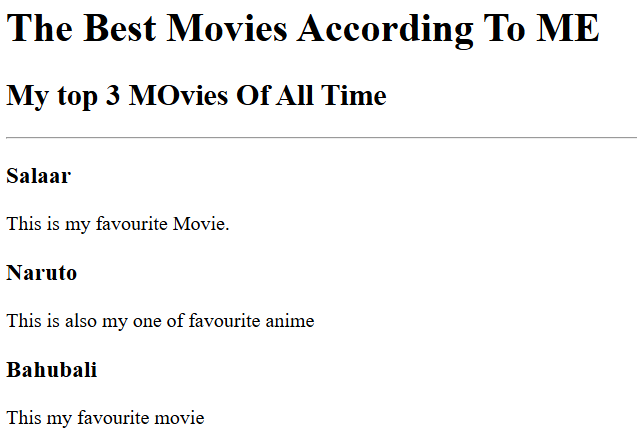 The Best Movies According To ME
My top 3 MOvies Of All Time
Salaar
This is my favourite Movie.
Naruto
This is also my one of favourite anime
Bahubali
This my favourite movie